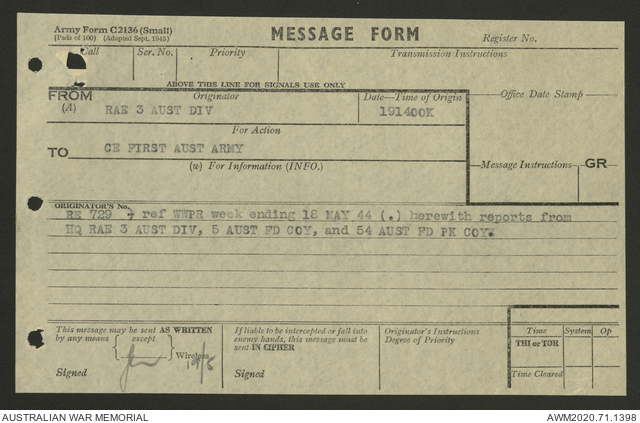 Army Form C2136 (Small)
(Pads of 100) (Adapted Sept. 1943)
MESSAGE FORM
Register No.
Call
Ser. No.
Priority
Transmission Instructions
ABOVE THIS LINE FOR SIGNALS USE ONLY
FROM
(A)
Originator
RAE 3 AUST DIV
Date—Time of Origin
191400K
Office Date Stamp
For Action
TO
CE FIRST AUST ARMY
(w) For Information (INFO.)
Message Instructions
GR
ORIGINATOR'S No.
RE 729 ref WWPR week ending 18 MAY 44 (.) herewith reports from
HQ RAE 3 AUST DIV, 5 AUST FD COY, and 54 AUST FD PK COY.
This message may be sent AS WRITTEN
by any means except
Wireless
19/5
Signed
If liable to be intercepted or fall into
enemy hands, this message must be
sent IN CIPHER
Signed
Originator's Instructions
Degree of Priority
Time
System
Op
THI or TOR
Time Cleared
AUSTRALIAN WAR MEMORIAL
AWM2020.71.1398